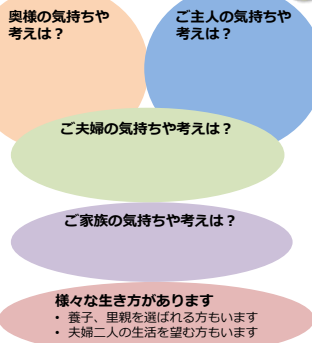 奥様の気持ちや
考えは？
ご主人の気持ちや
考えは？
ご夫婦の気持ちや考えは？
ご家族の気持ちや考えは？
様々な生き方があります
• 養子、里親を選ばれる方もいます
• 夫婦二人の生活を望む方もいます